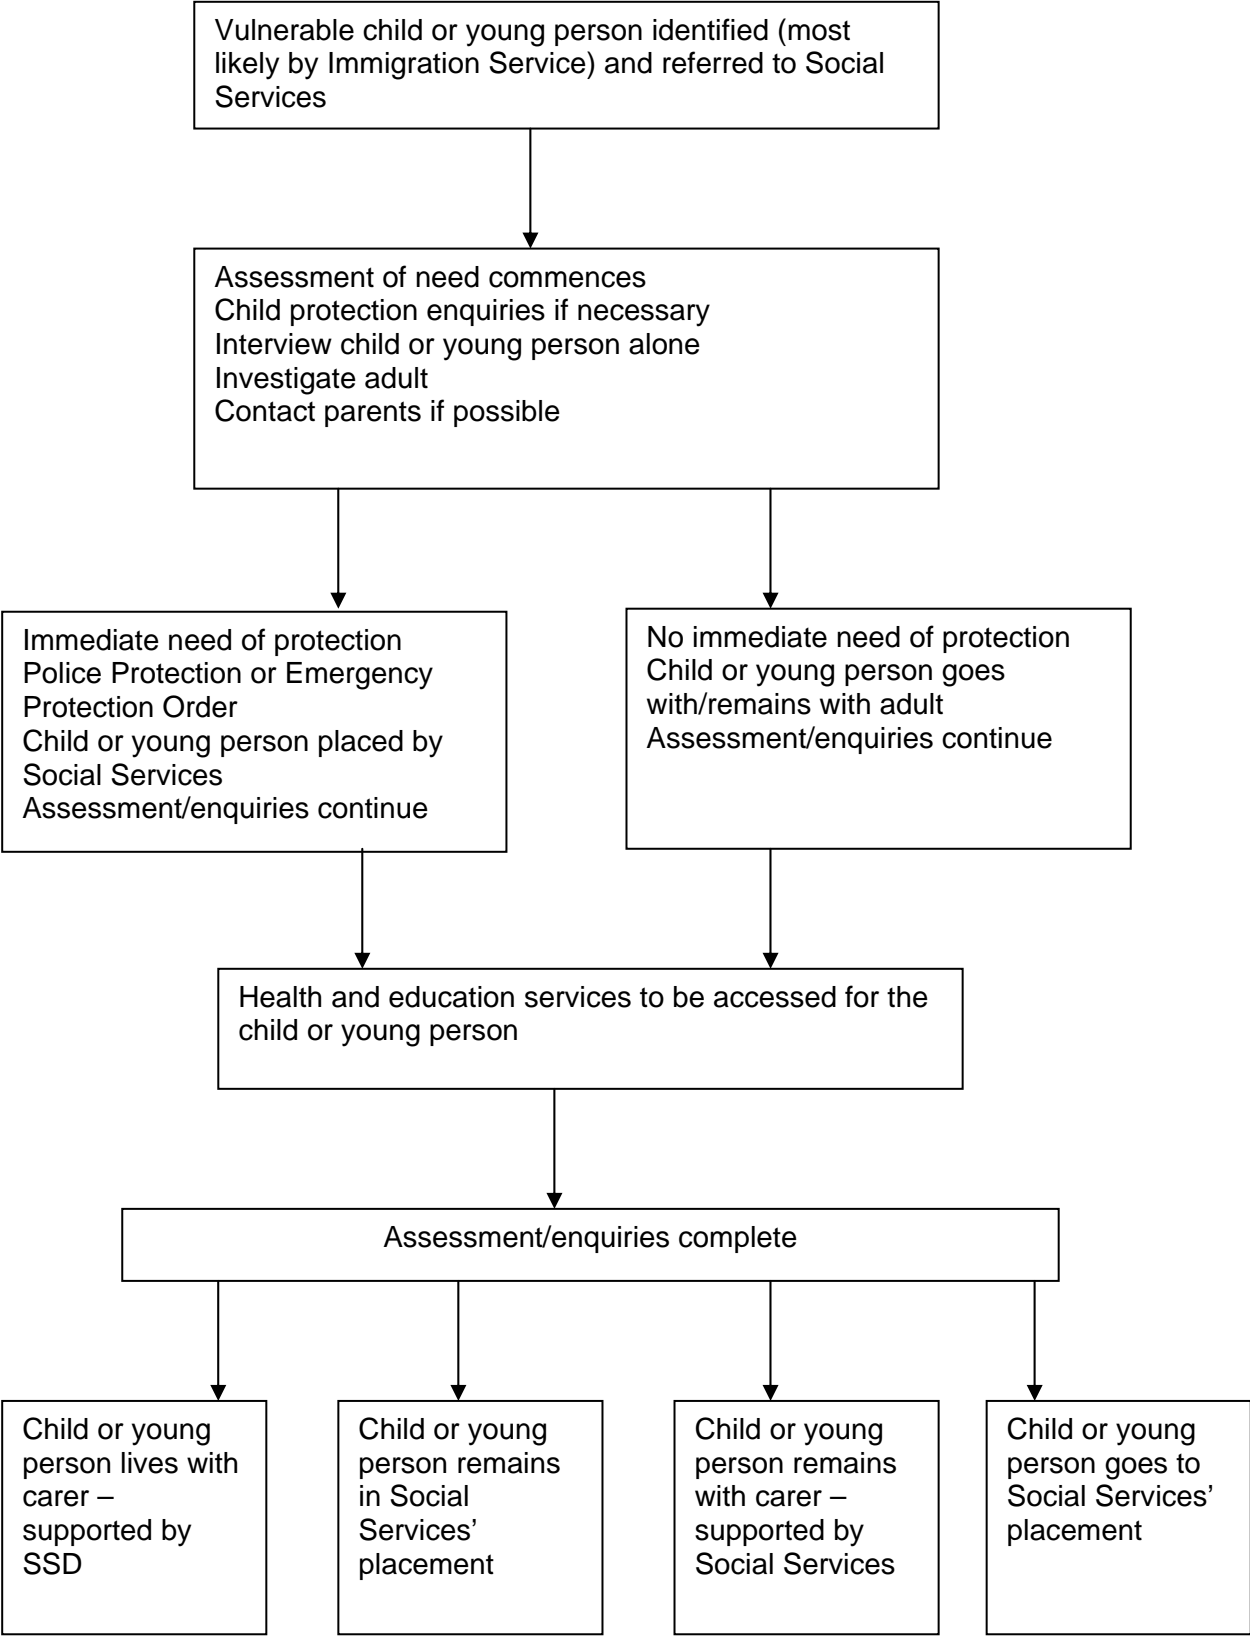 Vulnerable child or young person identified (most
likely by Immigration Service) and referred to Social
Services
Assessment of need commences
Child protection enquiries if necessary
Interview child or young person alone
Investigate adult
Contact parents if possible
Immediate need of protection
Police Protection or Emergency
Protection Order
Child or young person placed by
Social Services
Assessment/enquiries continue
No immediate need of protection
Child or young person goes
with/remains with adult
Assessment/enquiries continue
Health and education services to be accessed for the
child or young person
Assessment/enquiries complete
Child or young
person lives with
carer –
supported by
SSD
Child or young
person remains
in Social
Services’
placement
Child or young
person remains
with carer –
supported by
Social Services
Child or young
person goes to
Social Services’
placement